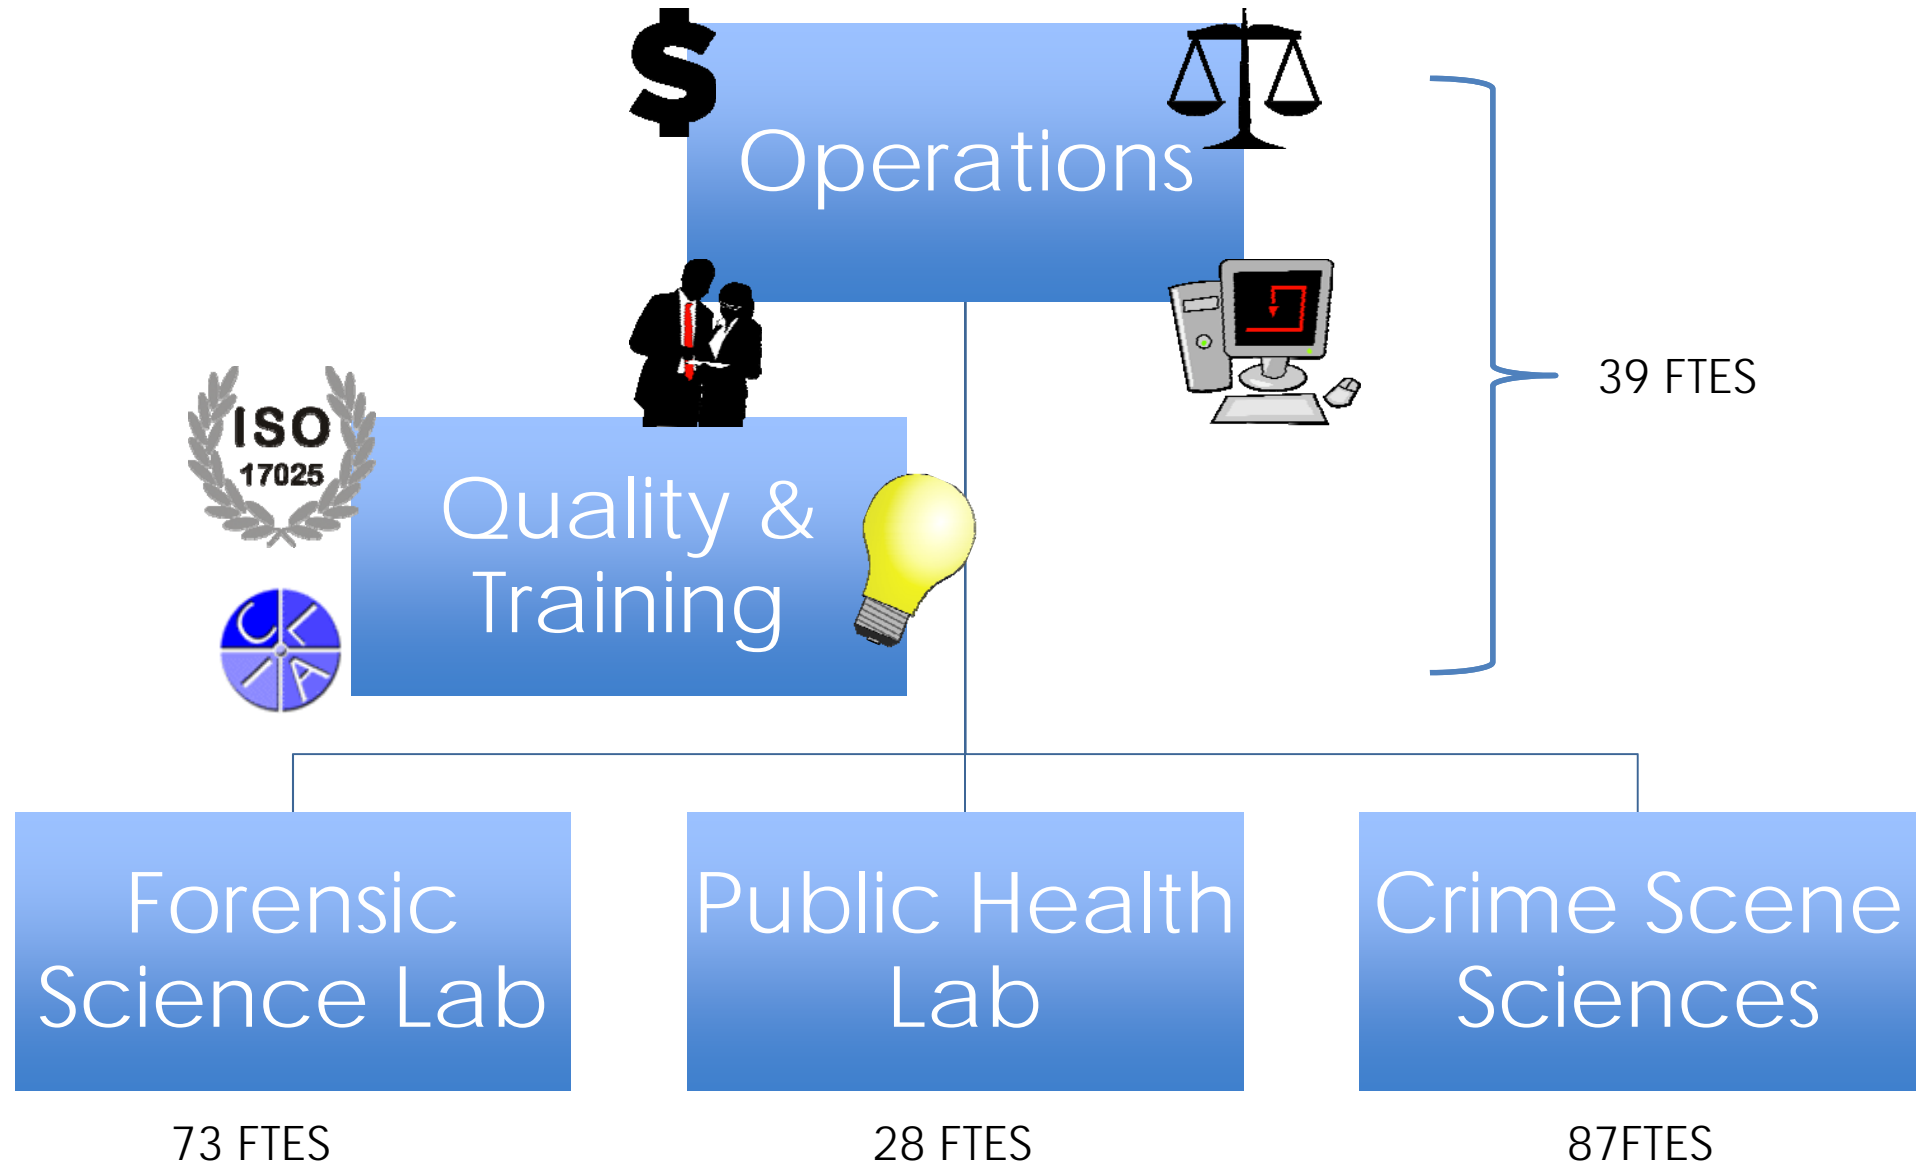 $
Operations
39 FTES
ISO
17025
Quality &
Training
CLIA
Forensic
Science Lab
Public Health
Lab
Crime Scene
Sciences
73 FTES
28 FTES
87FTES